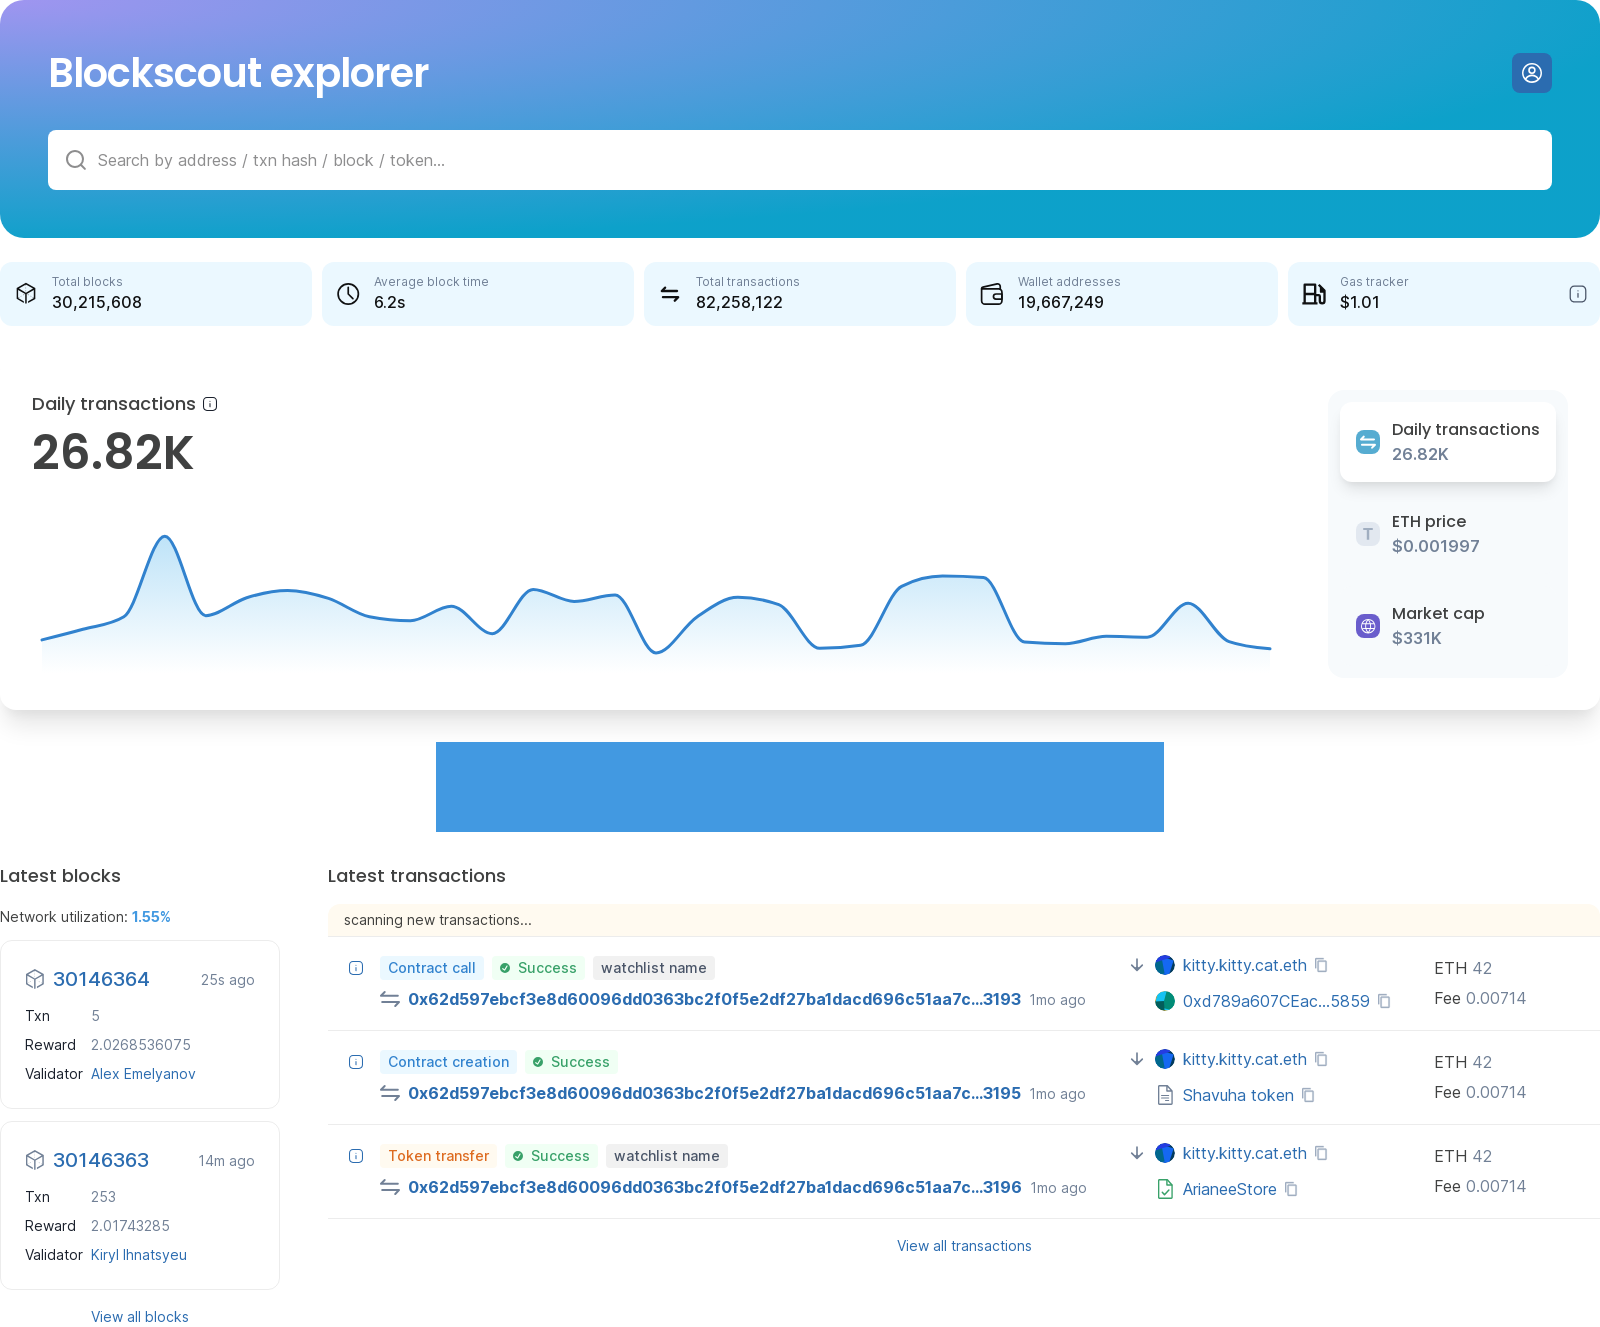 Blockscout explorer
Search by address / txn hash / block / token...
Total blocks
30,215,608
Average block time
6.2s
Total transactions
82,258,122
Wallet addresses
19,667,249
Gas tracker
$1.01
Daily transactions
26.82K
Daily transactions
26.82K
T
ETH price
$0.001997
Market cap
$331K
Latest blocks
Network utilization: 1.55%
30146364 25s ago
Txn 5
Reward 2.0268536075
Validator Alex Emelyanov
30146363 14m ago
Txn 253
Reward 2.01743285
Validator Kiryl Ihnatsyeu
View all blocks
Latest transactions
scanning new transactions...
Contract call Success watchlist name
0x62d597ebcf3e8d60096dd0363bc2f0f5e2df27ba1dacd696c51aa7c...3193 1mo ago
kitty.kitty.cat.eth
0xd789a607CEac...5859
ETH 42
Fee 0.00714
Contract creation Success
0x62d597ebcf3e8d60096dd0363bc2f0f5e2df27ba1dacd696c51aa7c...3195 1mo ago
kitty.kitty.cat.eth
Shavuha token
ETH 42
Fee 0.00714
Token transfer Success watchlist name
0x62d597ebcf3e8d60096dd0363bc2f0f5e2df27ba1dacd696c51aa7c...3196 1mo ago
kitty.kitty.cat.eth
ArianeeStore
ETH 42
Fee 0.00714
View all transactions